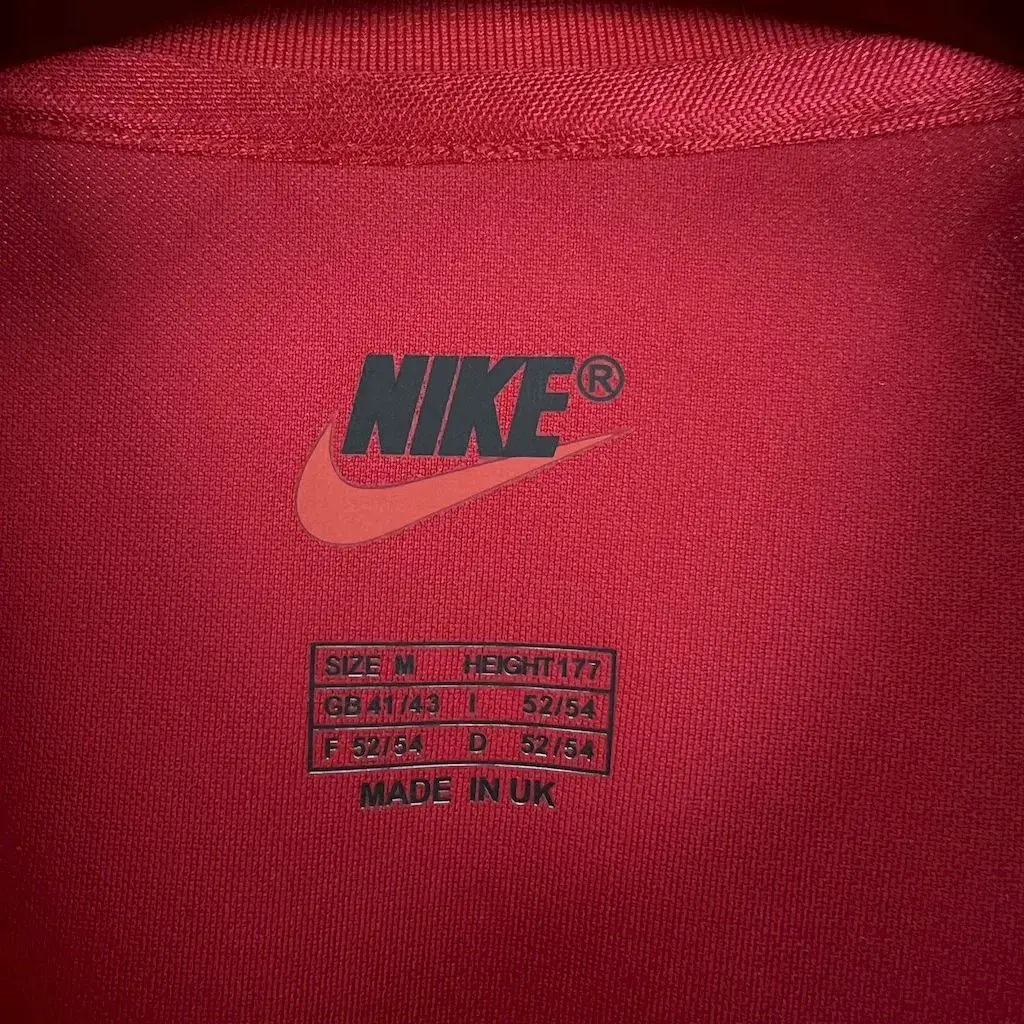 NIKE®
SIZE M HEIGHT 177
GB 41/43 I 52/54
F 52/54 D 52/54
MADE IN UK